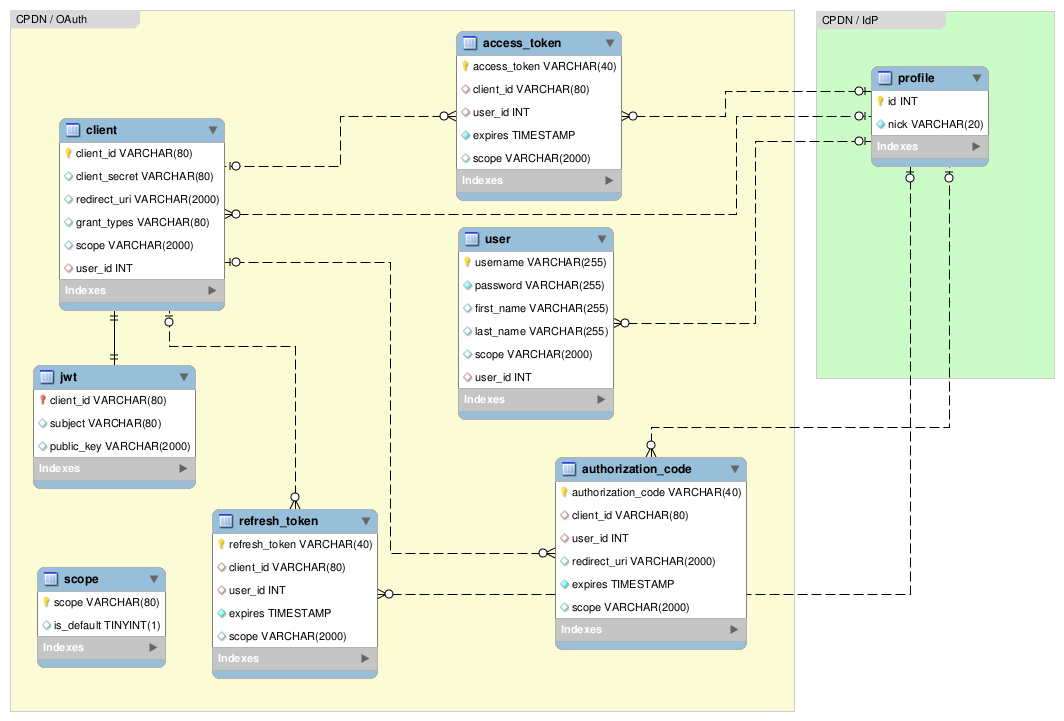 CPDN / OAuth
CPDN / IdP
access_token
access_token VARCHAR(40)
client_id VARCHAR(80)
user_id INT
expires TIMESTAMP
scope VARCHAR(2000)
Indexes
profile
id INT
nick VARCHAR(20)
Indexes
client
client_id VARCHAR(80)
client_secret VARCHAR(80)
redirect_uri VARCHAR(2000)
grant_types VARCHAR(80)
scope VARCHAR(2000)
user_id INT
Indexes
user
username VARCHAR(255)
password VARCHAR(255)
first_name VARCHAR(255)
last_name VARCHAR(255)
scope VARCHAR(2000)
user_id INT
Indexes
jwt
client_id VARCHAR(80)
subject VARCHAR(80)
public_key VARCHAR(2000)
Indexes
authorization_code
authorization_code VARCHAR(40)
client_id VARCHAR(80)
user_id INT
redirect_uri VARCHAR(2000)
expires TIMESTAMP
scope VARCHAR(2000)
Indexes
refresh_token
refresh_token VARCHAR(40)
client_id VARCHAR(80)
user_id INT
expires TIMESTAMP
scope VARCHAR(2000)
Indexes
scope
scope VARCHAR(80)
is_default TINYINT(1)
Indexes